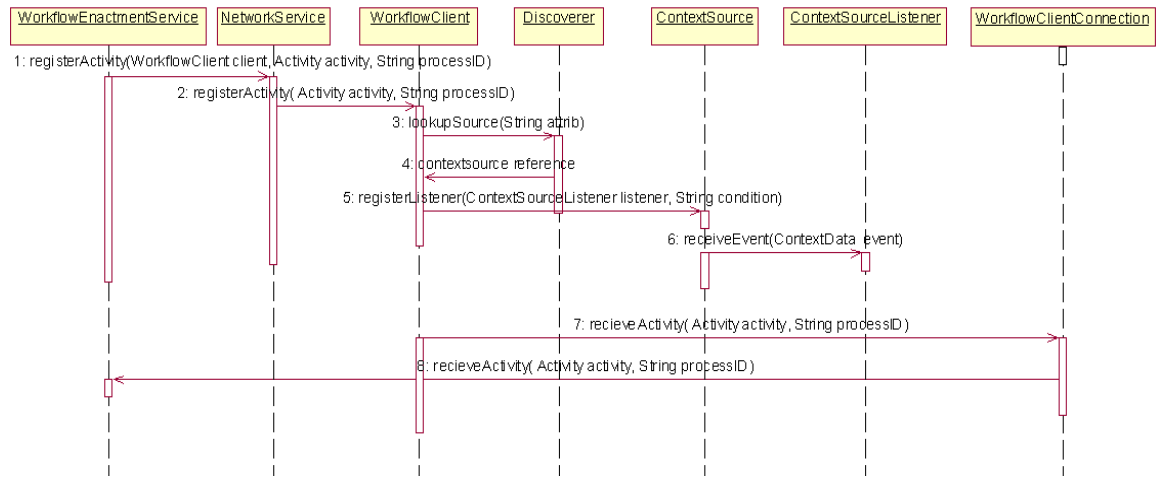 WorkflowEnactmentService
NetworkService
WorkflowClient
Discoverer
ContextSource
ContextSourceListener
WorkflowClientConnection
1: registerActivity(WorkflowClient client, Activity activity, String processID)
2: registerActivity( Activity activity, String processID)
3: lookupSource(String attrib)
4: contextsource reference
5: registerListener(ContextSourceListener listener, String condition)
6: receiveEvent(ContextData event)
7: recieveActivity( Activity activity, String processID )
8: recieveActivity( Activity activity, String processID )